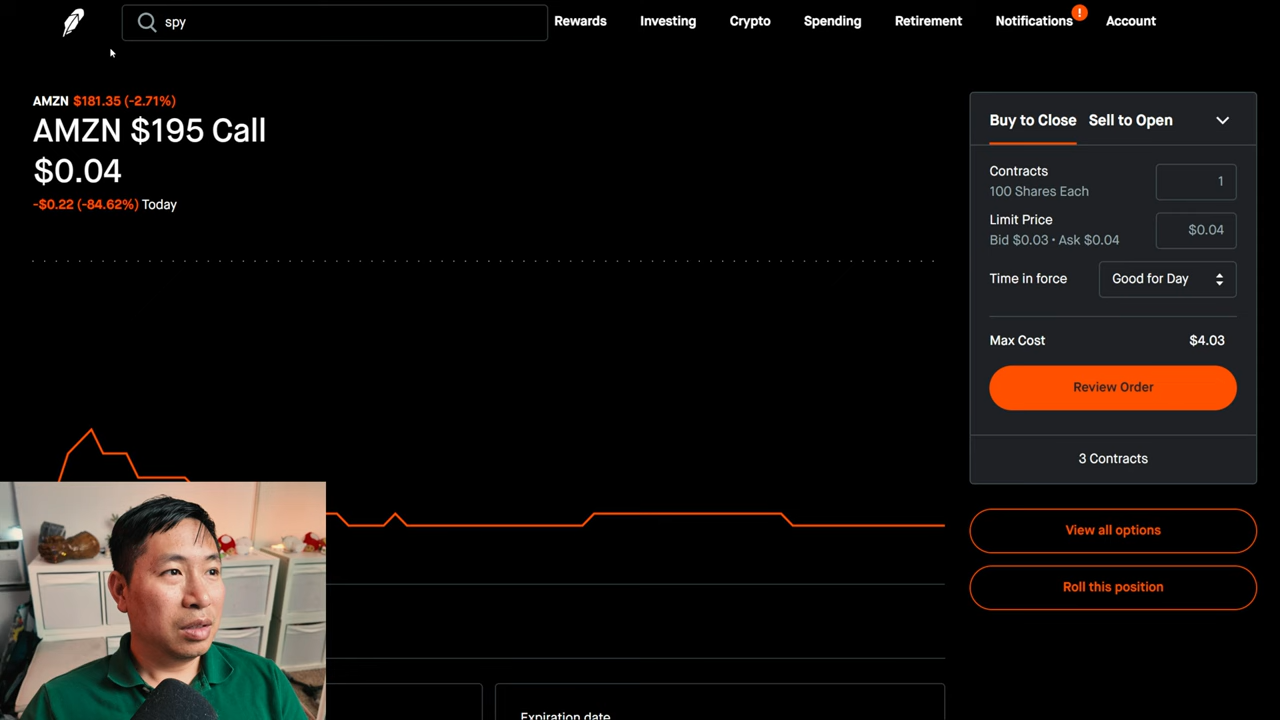 spy
Rewards
Investing
Crypto
Spending
Retirement
Notifications
!
Account
AMZN $181.35 (-2.71%)
AMZN $195 Call
$0.04
-$0.22 (-84.62%) Today
Buy to Close
Sell to Open
Contracts
1
100 Shares Each
Limit Price
$0.04
Bid $0.03 • Ask $0.04
Time in force
Good for Day
Max Cost
$4.03
Review Order
3 Contracts
View all options
Roll this position
Expiration date